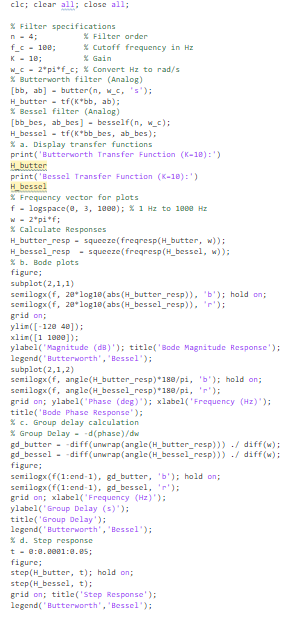 clc; clear all; close all;
% Filter specifications
n = 4; % Filter order
f_c = 100; % Cutoff frequency in Hz
K = 10; % Gain
w_c = 2*pi*f_c; % Convert Hz to rad/s
% Butterworth filter (Analog)
[bb, ab] = butter(n, w_c, 's');
H_butter = tf(K*bb, ab);
% Bessel filter (Analog)
[bb_bes, ab_bes] = besself(n, w_c);
H_bessel = tf(K*bb_bes, ab_bes);
% a. Display transfer functions
print('Butterworth Transfer Function (K=10):')
H_butter
print('Bessel Transfer Function (K=10):')
H_bessel
% Frequency vector for plots
f = logspace(0, 3, 1000); % 1 Hz to 1000 Hz
w = 2*pi*f;
% Calculate Responses
H_butter_resp = squeeze(freqresp(H_butter, w));
H_bessel_resp = squeeze(freqresp(H_bessel, w));
% b. Bode plots
figure;
subplot(2,1,1)
semilogx(f, 20*log10(abs(H_butter_resp)), 'b'); hold on;
semilogx(f, 20*log10(abs(H_bessel_resp)), 'r');
grid on;
ylim([-120 40]);
xlim([1 1000]);
ylabel('Magnitude (dB)'); title('Bode Magnitude Response');
legend('Butterworth','Bessel');
subplot(2,1,2)
semilogx(f, angle(H_butter_resp)*180/pi, 'b'); hold on;
semilogx(f, angle(H_bessel_resp)*180/pi, 'r');
grid on; ylabel('Phase (deg)'); xlabel('Frequency (Hz)');
title('Bode Phase Response');
% c. Group delay calculation
% Group Delay = -d(phase)/dw
gd_butter = -diff(unwrap(angle(H_butter_resp))) ./ diff(w);
gd_bessel = -diff(unwrap(angle(H_bessel_resp))) ./ diff(w);
figure;
semilogx(f(1:end-1), gd_butter, 'b'); hold on;
semilogx(f(1:end-1), gd_bessel, 'r');
grid on; xlabel('Frequency (Hz)');
ylabel('Group Delay (s)');
title('Group Delay');
legend('Butterworth','Bessel');
% d. Step response
t = 0:0.0001:0.05;
figure;
step(H_butter, t); hold on;
step(H_bessel, t);
grid on; title('Step Response');
legend('Butterworth','Bessel');